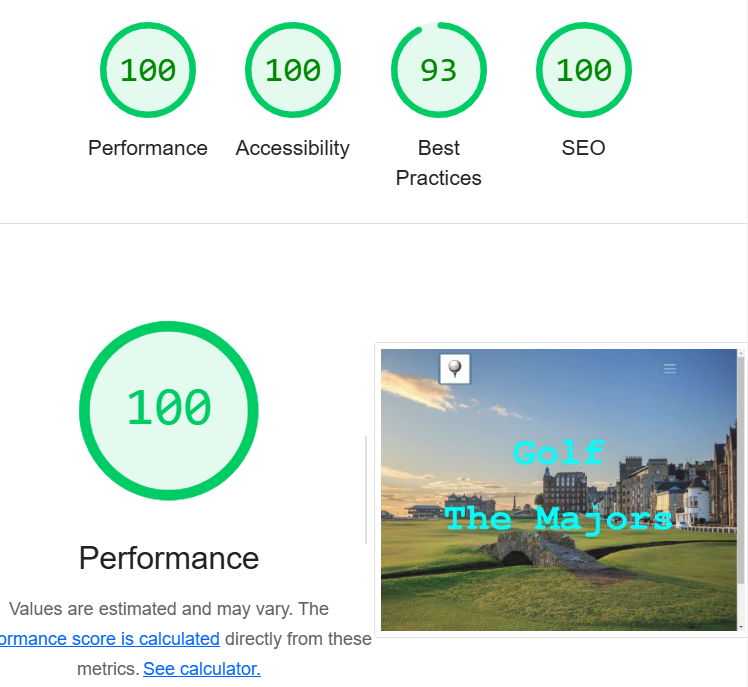 100
100
93
100
Performance
Accessibility
Best
Practices
SEO
100
Performance
Values are estimated and may vary. The
ormance score is calculated directly from these
metrics. See calculator.
Golf
The Majors